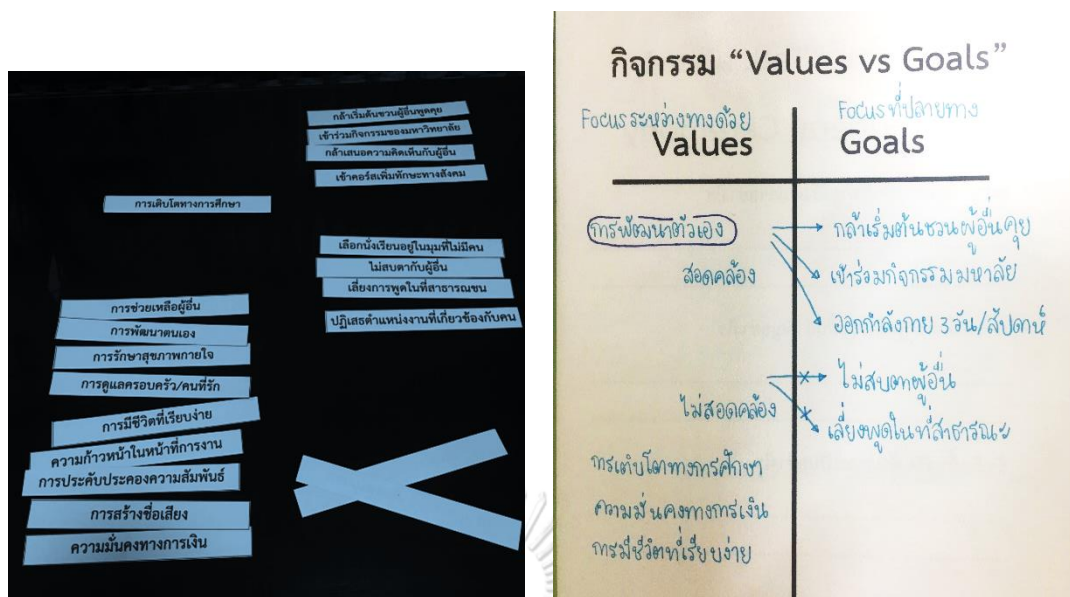 กล้าเริ่มต้นชวนผู้อื่นพูดคุย
เข้าร่วมกิจกรรมของมหาวิทยาลัย
กล้าเสนอความคิดเห็นกับผู้อื่น
เข้าคอร์สเพิ่มทักษะทางสังคม
การเติบโตทางการศึกษา
เลือกนั่งเรียนอยู่ในมุมที่ไม่มีคน
ไม่สบตากับผู้อื่น
เลี่ยงการพูดในที่สาธารณชน
ปฏิเสธตำแหน่งงานที่เกี่ยวข้องกับคน
การช่วยเหลือผู้อื่น
การพัฒนาตนเอง
การรักษาสุขภาพกายใจ
การดูแลครอบครัว/คนที่รัก
การมีชีวิตที่เรียบง่าย
ความก้าวหน้าในหน้าที่การงาน
การประคับประคองความสัมพันธ์
การสร้างชื่อเสียง
ความมั่นคงทางการเงิน
กิจกรรม “Values vs Goals”
Focus ระหว่างทางด้วย
Focus ที่ปลายทาง
Values
Goals
การพัฒนาตัวเอง
กล้าเริ่มต้นชวนผู้อื่นคุย
สอดคล้อง
เข้าร่วมกิจกรรมมหาลัย
ออกกำลังกาย 3 วัน/สัปดาห์
ไม่สบตาผู้อื่น
ไม่สอดคล้อง
เลี่ยงพูดในที่สาธารณะ
การเติบโตทางการศึกษา
ความมั่นคงทางการเงิน
การมีชีวิตที่เรียบง่าย